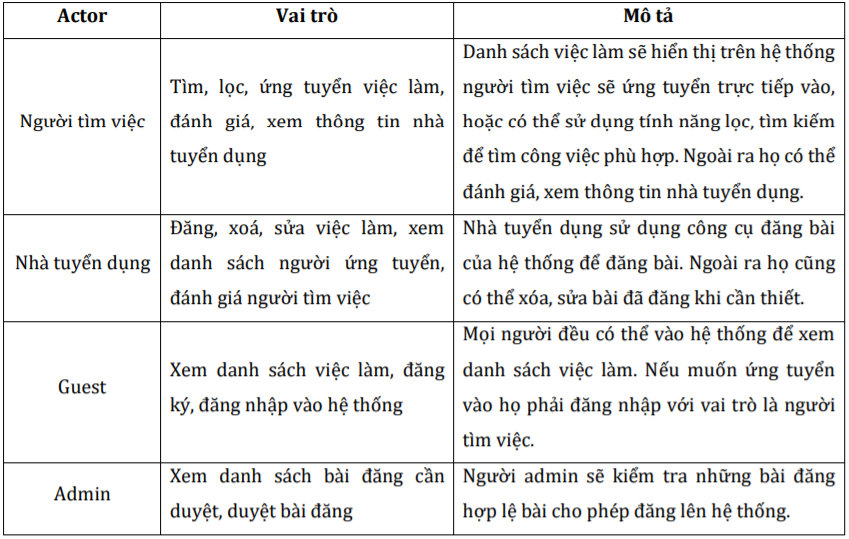 Actor
Vai trò
Mô tả
Người tìm việc
Tìm, lọc, ứng tuyển việc làm,
đánh giá, xem thông tin nhà
tuyển dụng
Danh sách việc làm sẽ hiển thị trên hệ thống
người tìm việc sẽ ứng tuyển trực tiếp vào,
hoặc có thể sử dụng tính năng lọc, tìm kiếm
để tìm công việc phù hợp. Ngoài ra họ có thể
đánh giá, xem thông tin nhà tuyển dụng.
Nhà tuyển dụng
Đăng, xoá, sửa việc làm, xem
danh sách người ứng tuyển,
đánh giá người tìm việc
Nhà tuyển dụng sử dụng công cụ đăng bài
của hệ thống để đăng bài. Ngoài ra họ cũng
có thể xóa, sửa bài đã đăng khi cần thiết.
Guest
Xem danh sách việc làm, đăng
ký, đăng nhập vào hệ thống
Mọi người đều có thể vào hệ thống để xem
danh sách việc làm. Nếu muốn ứng tuyển
vào họ phải đăng nhập với vai trò là người
tìm việc.
Admin
Xem danh sách bài đăng cần
duyệt, duyệt bài đăng
Người admin sẽ kiểm tra những bài đăng
hợp lệ bài cho phép đăng lên hệ thống.